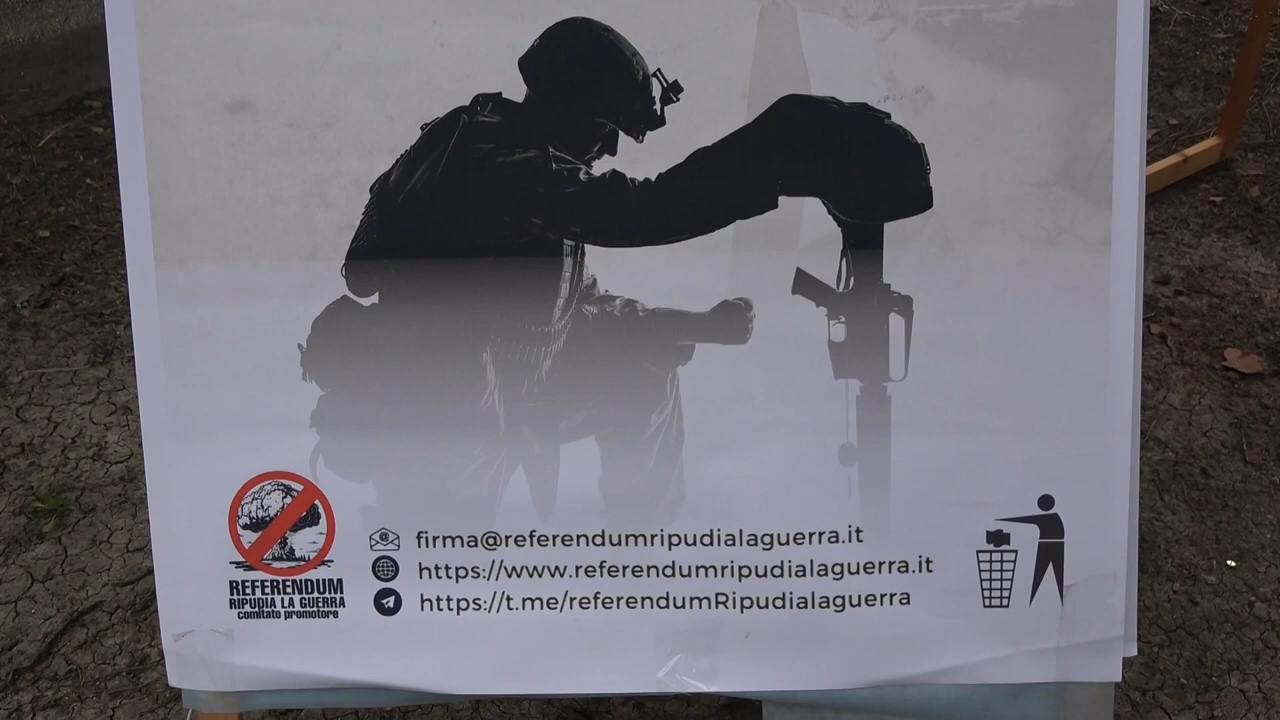 REFERENDUM
RIPUDIA LA GUERRA
comitato promotore
firma@referendumripudialaguerra.it
https://www.referendumripudialaguerra.it
https://t.me/referendumRipudialaguerra